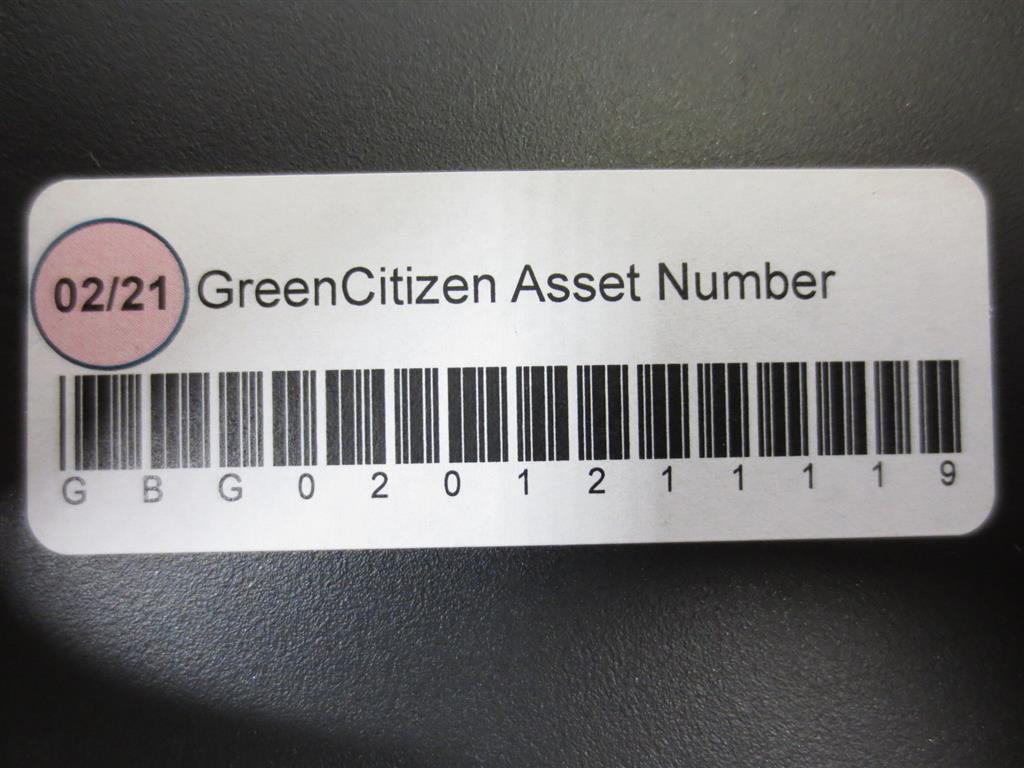 02/21 GreenCitizen Asset Number
G B G 0 2 0 1 2 1 1 1 1 9